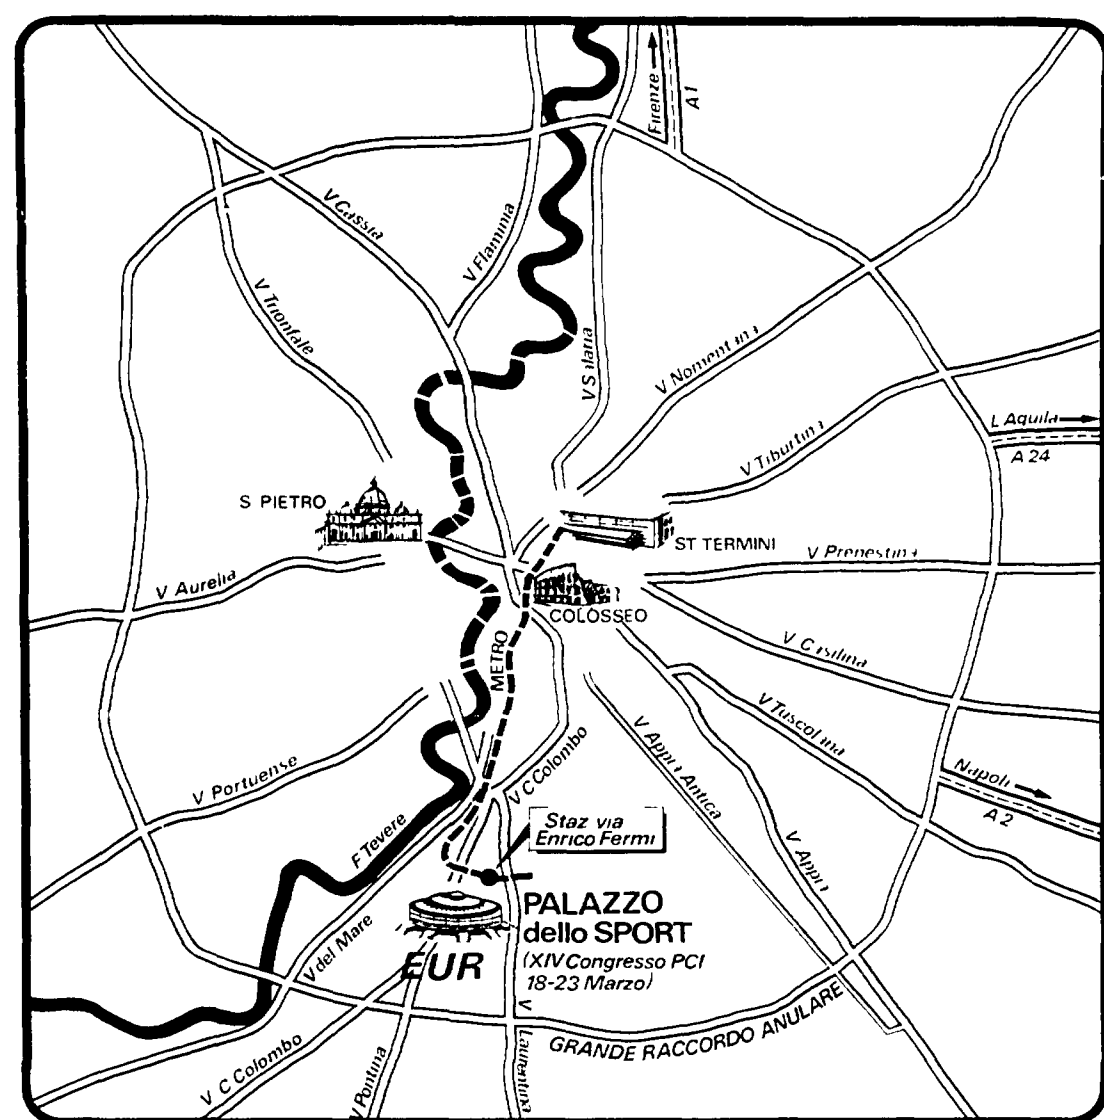 Firenze
A1
V Cassia
V Flaminia
V Trionfale
V Salaria
V Nomentana
V Tiburtina
L Aquila
A 24
S PIETRO
ST TERMINI
V Prenestina
V Aurelia
COLOSSEO
METRO
V Casilina
V Tuscolana
V Appia Antica
V Portuense
V C Colombo
Napoli
A 2
Staz via
Enrico Fermi
F Tevere
V Appia
PALAZZO
dello SPORT
(XIV Congresso PCI
18-23 Marzo)
EUR
V del Mare
GRANDE RACCORDO ANULARE
V C Colombo
V Pontina
V Laurentina